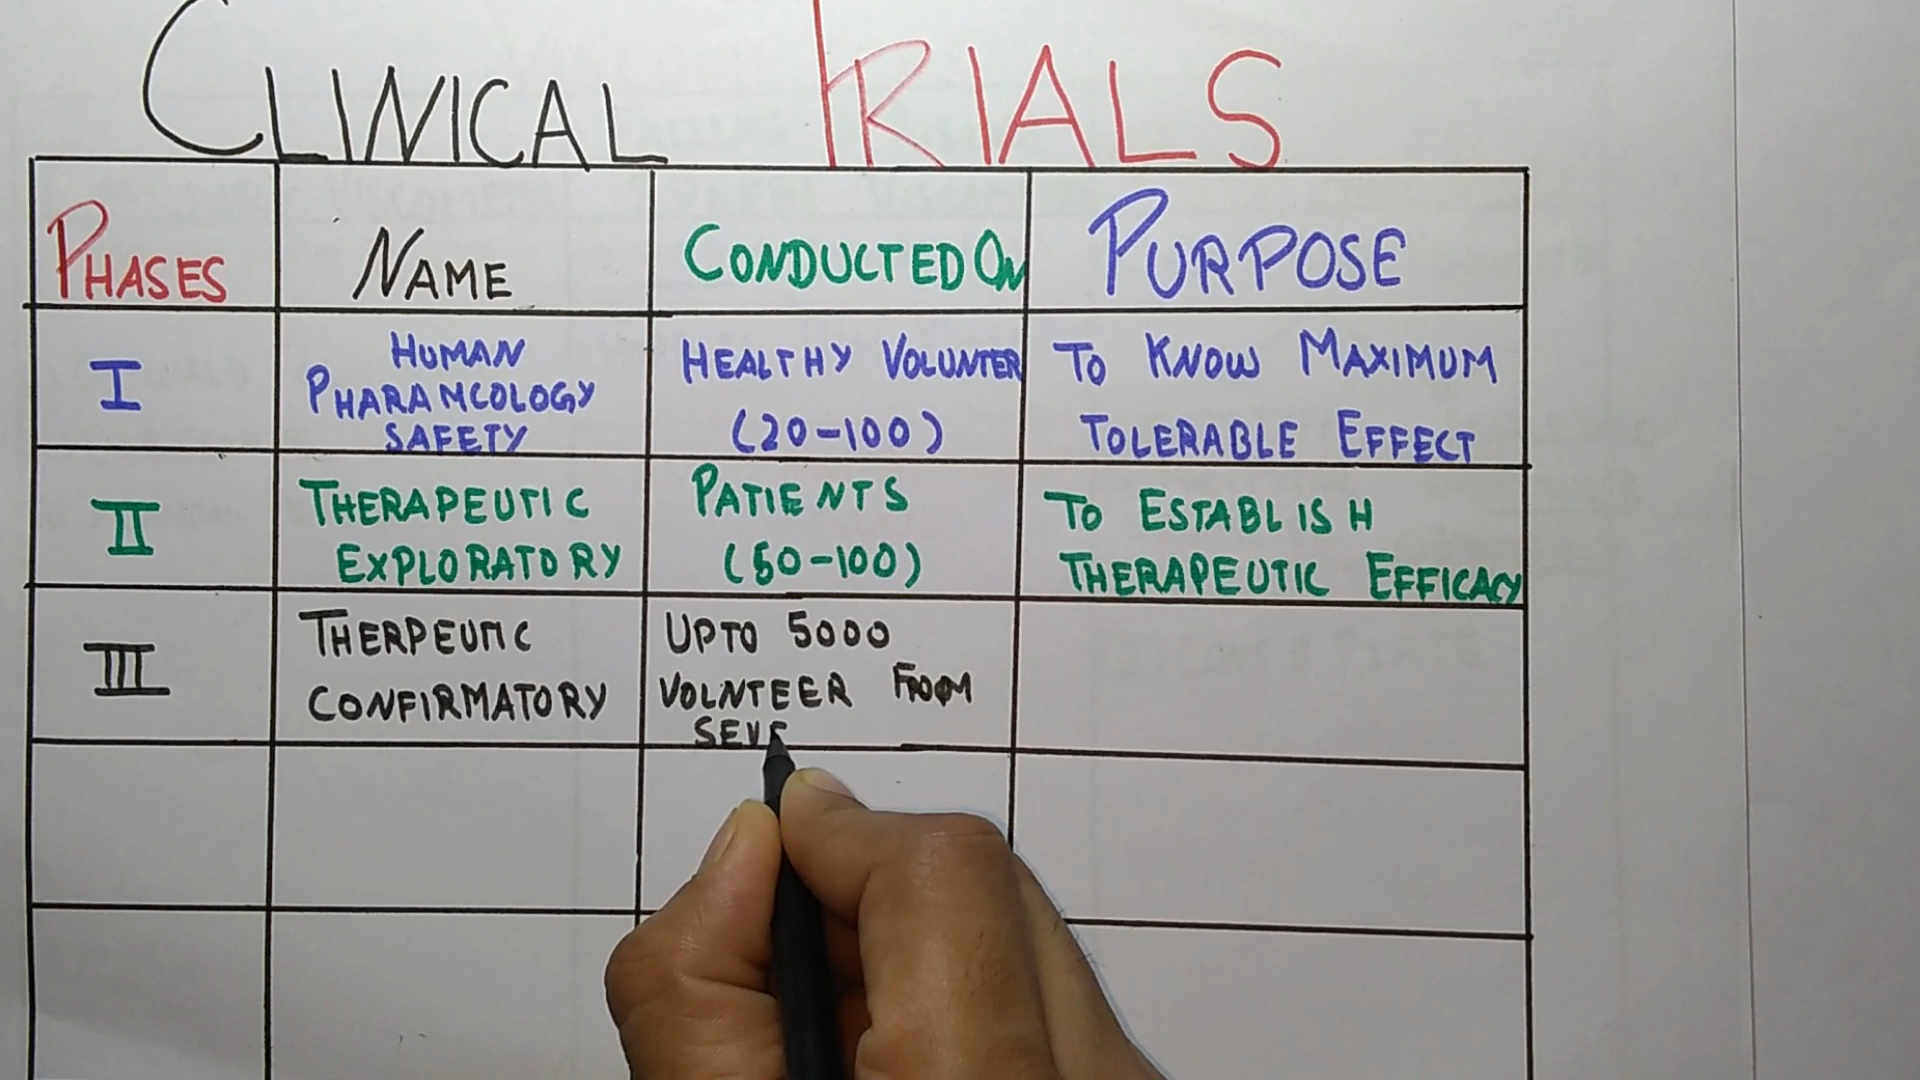 CLINICAL TRIALS
PHASES NAME CONDUCTED ON PURPOSE
I
HUMAN
PHARAMCOLOGY
SAFETY
HEALTHY VOLUNTER
(20-100)
TO KNOW MAXIMUM
TOLERABLE EFFECT
II
THERAPEUTIC
EXPLORATORY
PATIENTS
(50-100)
TO ESTABLISH
THERAPEUTIC EFFICACY
III
THERPEUTIC
CONFIRMATORY
UPTO 5000
VOLNTEER FROM
SEVE